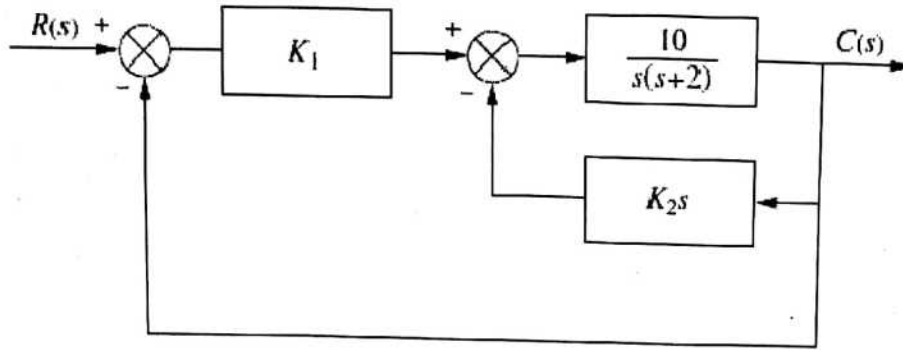 R(s) +
−
K₁
+
−
10
s(s+2)
C(s)
K₂s